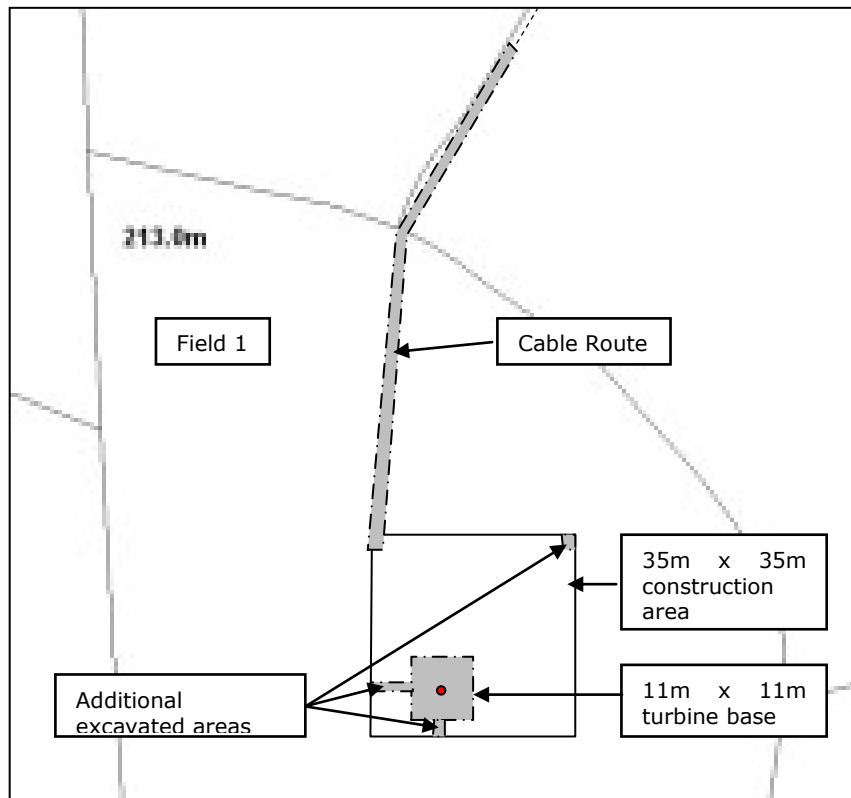 213.0m
Field 1
Cable Route
35m x 35m
construction
area
Additional
excavated areas
11m x 11m
turbine base